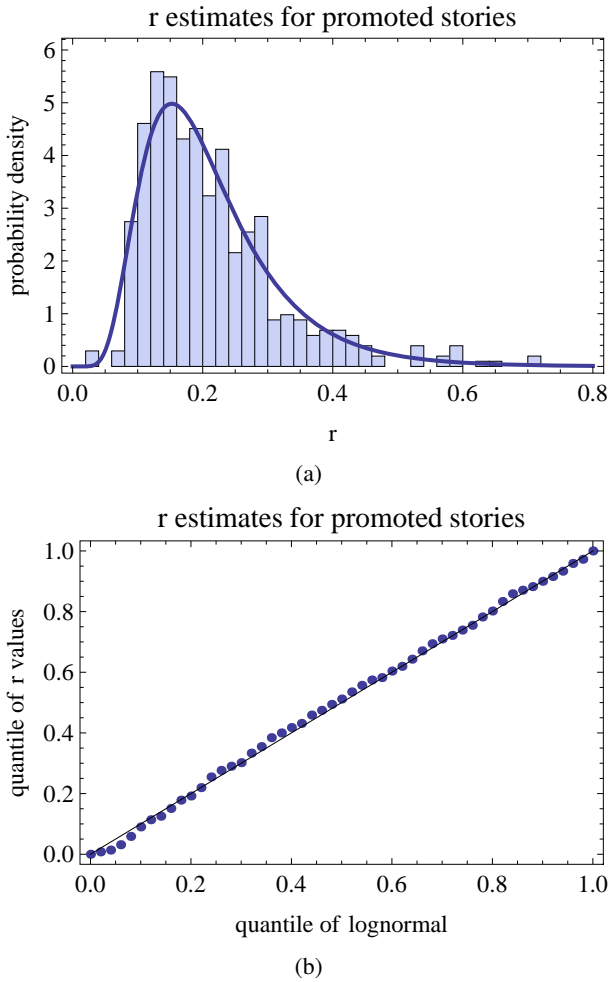 r estimates for promoted stories
6
5
4
3
2
1
0
probability density
0.0 0.2 0.4 0.6 0.8
r
(a)
r estimates for promoted stories
1.0
0.8
0.6
0.4
0.2
0.0
quantile of r values
0.0 0.2 0.4 0.6 0.8 1.0
quantile of lognormal
(b)